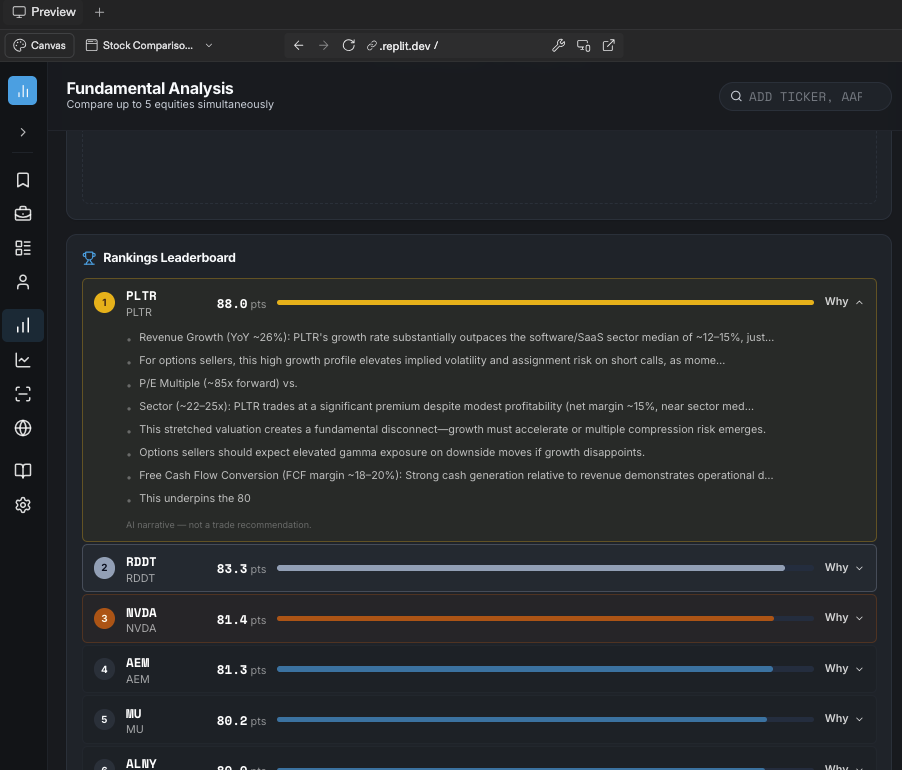 Preview
Canvas
Stock Compariso...
.replit.dev /
Fundamental Analysis
Compare up to 5 equities simultaneously
ADD TICKER, AAP
Rankings Leaderboard
1
PLTR
PLTR
88.0 pts
Why
Revenue Growth (YoY ~26%): PLTR's growth rate substantially outpaces the software/SaaS sector median of ~12–15%, just...
For options sellers, this high growth profile elevates implied volatility and assignment risk on short calls, as mome...
P/E Multiple (~85x forward) vs.
Sector (~22–25x): PLTR trades at a significant premium despite modest profitability (net margin ~15%, near sector med...
This stretched valuation creates a fundamental disconnect—growth must accelerate or multiple compression risk emerges.
Options sellers should expect elevated gamma exposure on downside moves if growth disappoints.
Free Cash Flow Conversion (FCF margin ~18–20%): Strong cash generation relative to revenue demonstrates operational d...
This underpins the 80
AI narrative — not a trade recommendation.
2
RDDT
RDDT
83.3 pts
Why
3
NVDA
NVDA
81.4 pts
Why
4
AEM
AEM
81.3 pts
Why
5
MU
MU
80.2 pts
Why
ALNY
Why